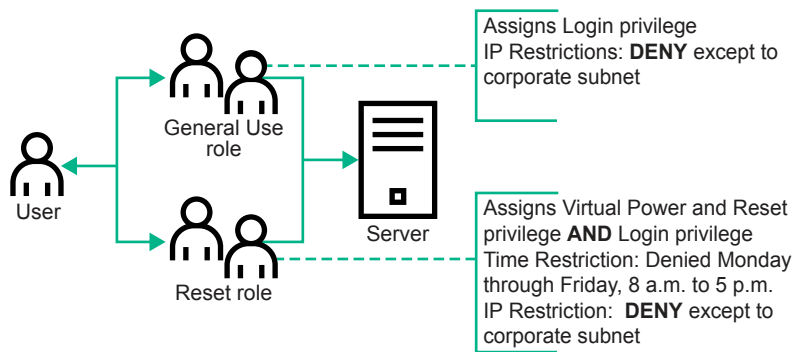 Assigns Login privilege
IP Restrictions: DENY except to
corporate subnet
General Use
role
User
Server
Reset role
Assigns Virtual Power and Reset
privilege AND Login privilege
Time Restriction: Denied Monday
through Friday, 8 a.m. to 5 p.m.
IP Restriction: DENY except to
corporate subnet